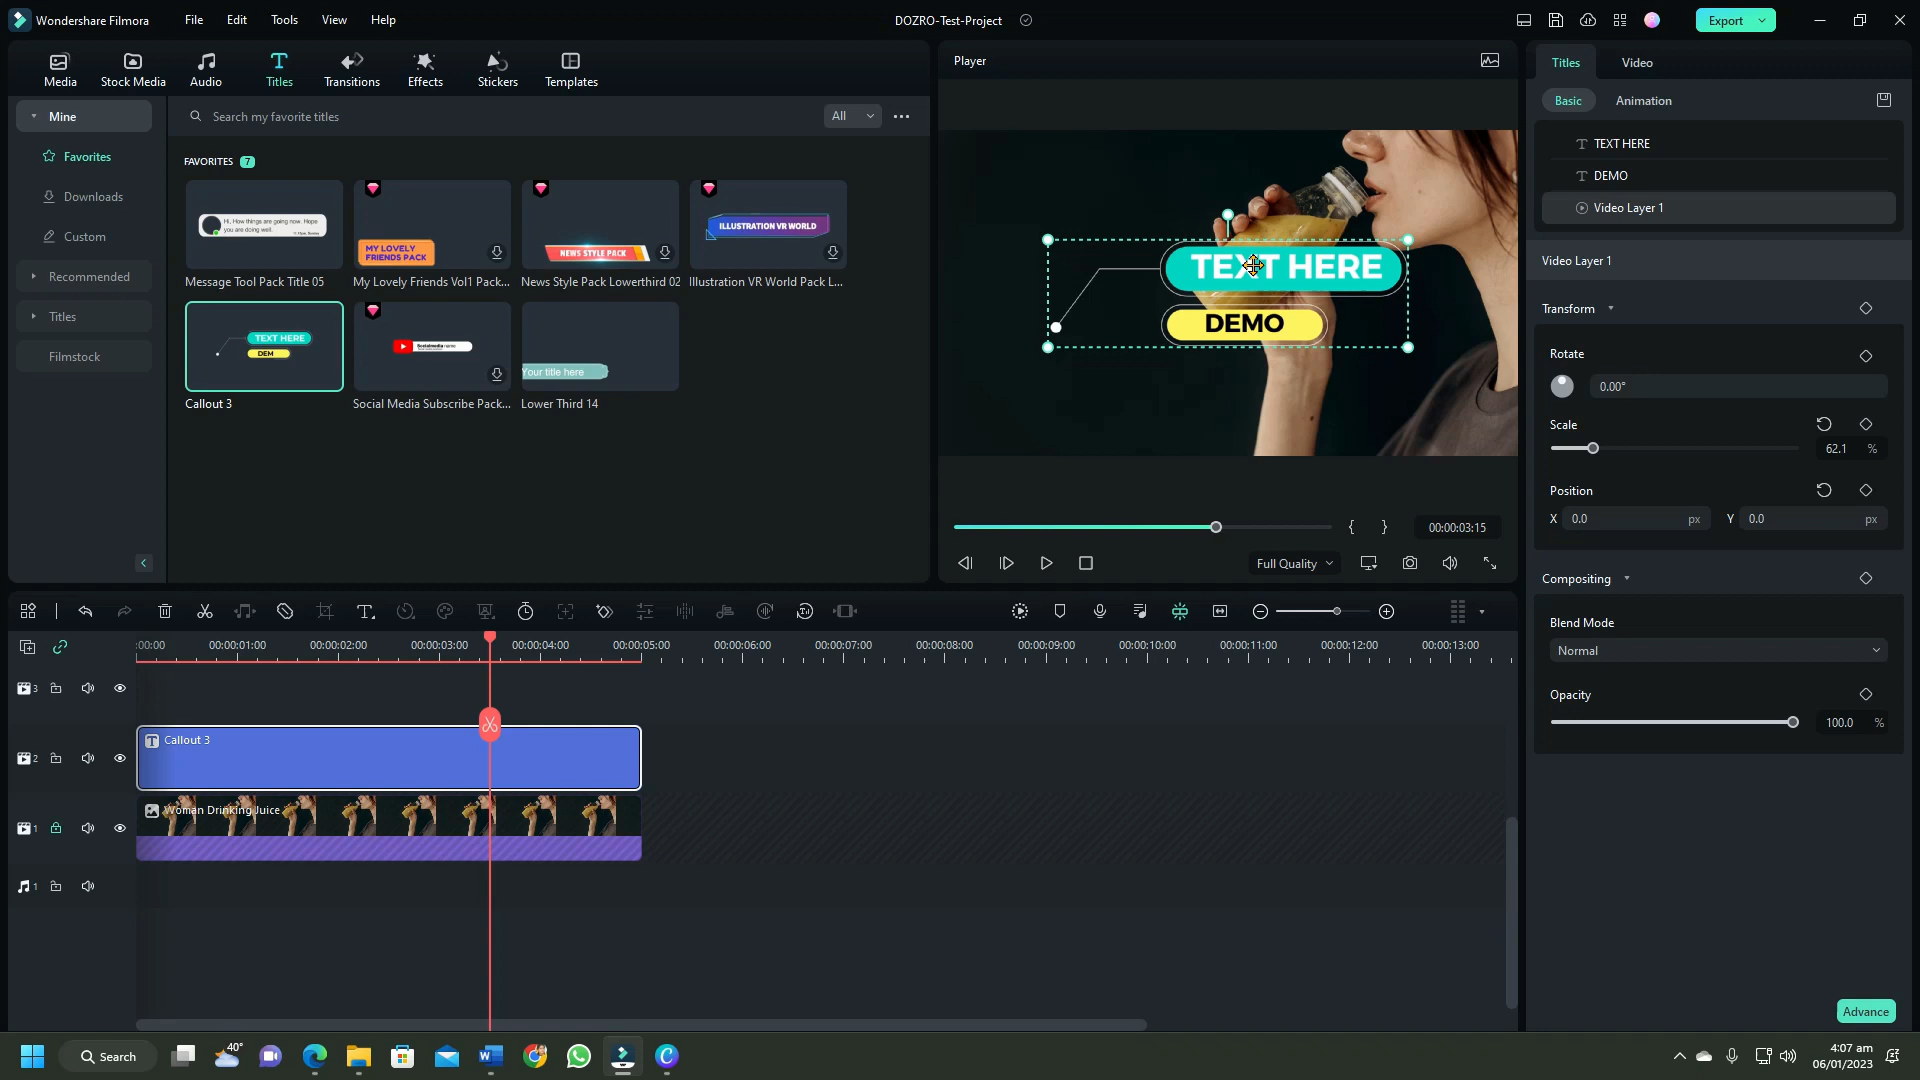 Wondershare Filmora
File Edit Tools View Help
DOZRO-Test-Project
Export
Media
Stock Media
Audio
Titles
Transitions
Effects
Stickers
Templates
Player
Titles
Video
Mine
Search my favorite titles
All
Basic
Animation
Favorites
FAVORITES 7
TEXT HERE
DEMO
Video Layer 1
Downloads
Custom
Recommended
Titles
Filmstock
Hi, How things are going now. Hope
you are doing well.
MY LOVELY
FRIENDS PACK
NEWS STYLE PACK
ILLUSTRATION VR WORLD
Message Tool Pack Title 05
My Lovely Friends Vol1 Pack...
News Style Pack Lowerthird 02
Illustration VR World Pack L...
TEXT HERE
DEM
Socialmedia name
Your title here
Callout 3
Social Media Subscribe Pack...
Lower Third 14
TEXT HERE
DEMO
Video Layer 1
Transform
Rotate
0.00°
Scale
62.1 %
Position
X 0.0 px Y 0.0 px
00:00:03:15
Full Quality
Compositing
Blend Mode
Normal
Opacity
100.0 %
:00:00 00:00:01:00 00:00:02:00 00:00:03:00 00:00:04:00 00:00:05:00 00:00:06:00 00:00:07:00 00:00:08:00 00:00:09:00 00:00:10:00 00:00:11:00 00:00:12:00 00:00:13:00
3
Callout 3
2
Woman Drinking Juice
1
1
Advance
Search
40°
4:07 am
06/01/2023